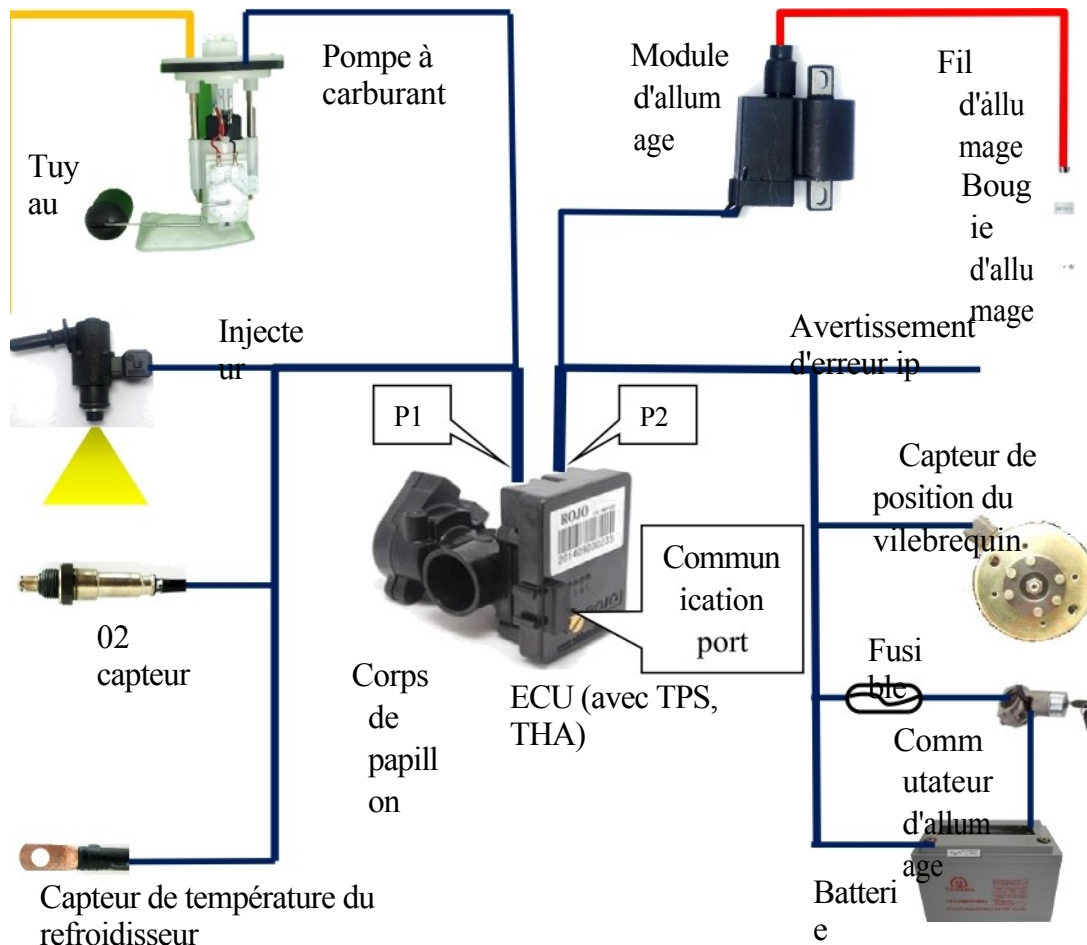 Pompe à
carburant
Module
d'allum
age
Fil
d'allu
mage
Tuy
au
Boug
ie
d'allu
mage
Injecte
ur
Avertissement
d'erreur ip
P1
P2
Capteur de
position du
vilebrequin
ROJO
201409030235
Commun
ication
port
02
capteur
Corps
de
papill
on
ECU (avec TPS,
THA)
Fusi
ble
Comm
utateur
d'allum
age
Capteur de température du
refroidisseur
Batteri
e